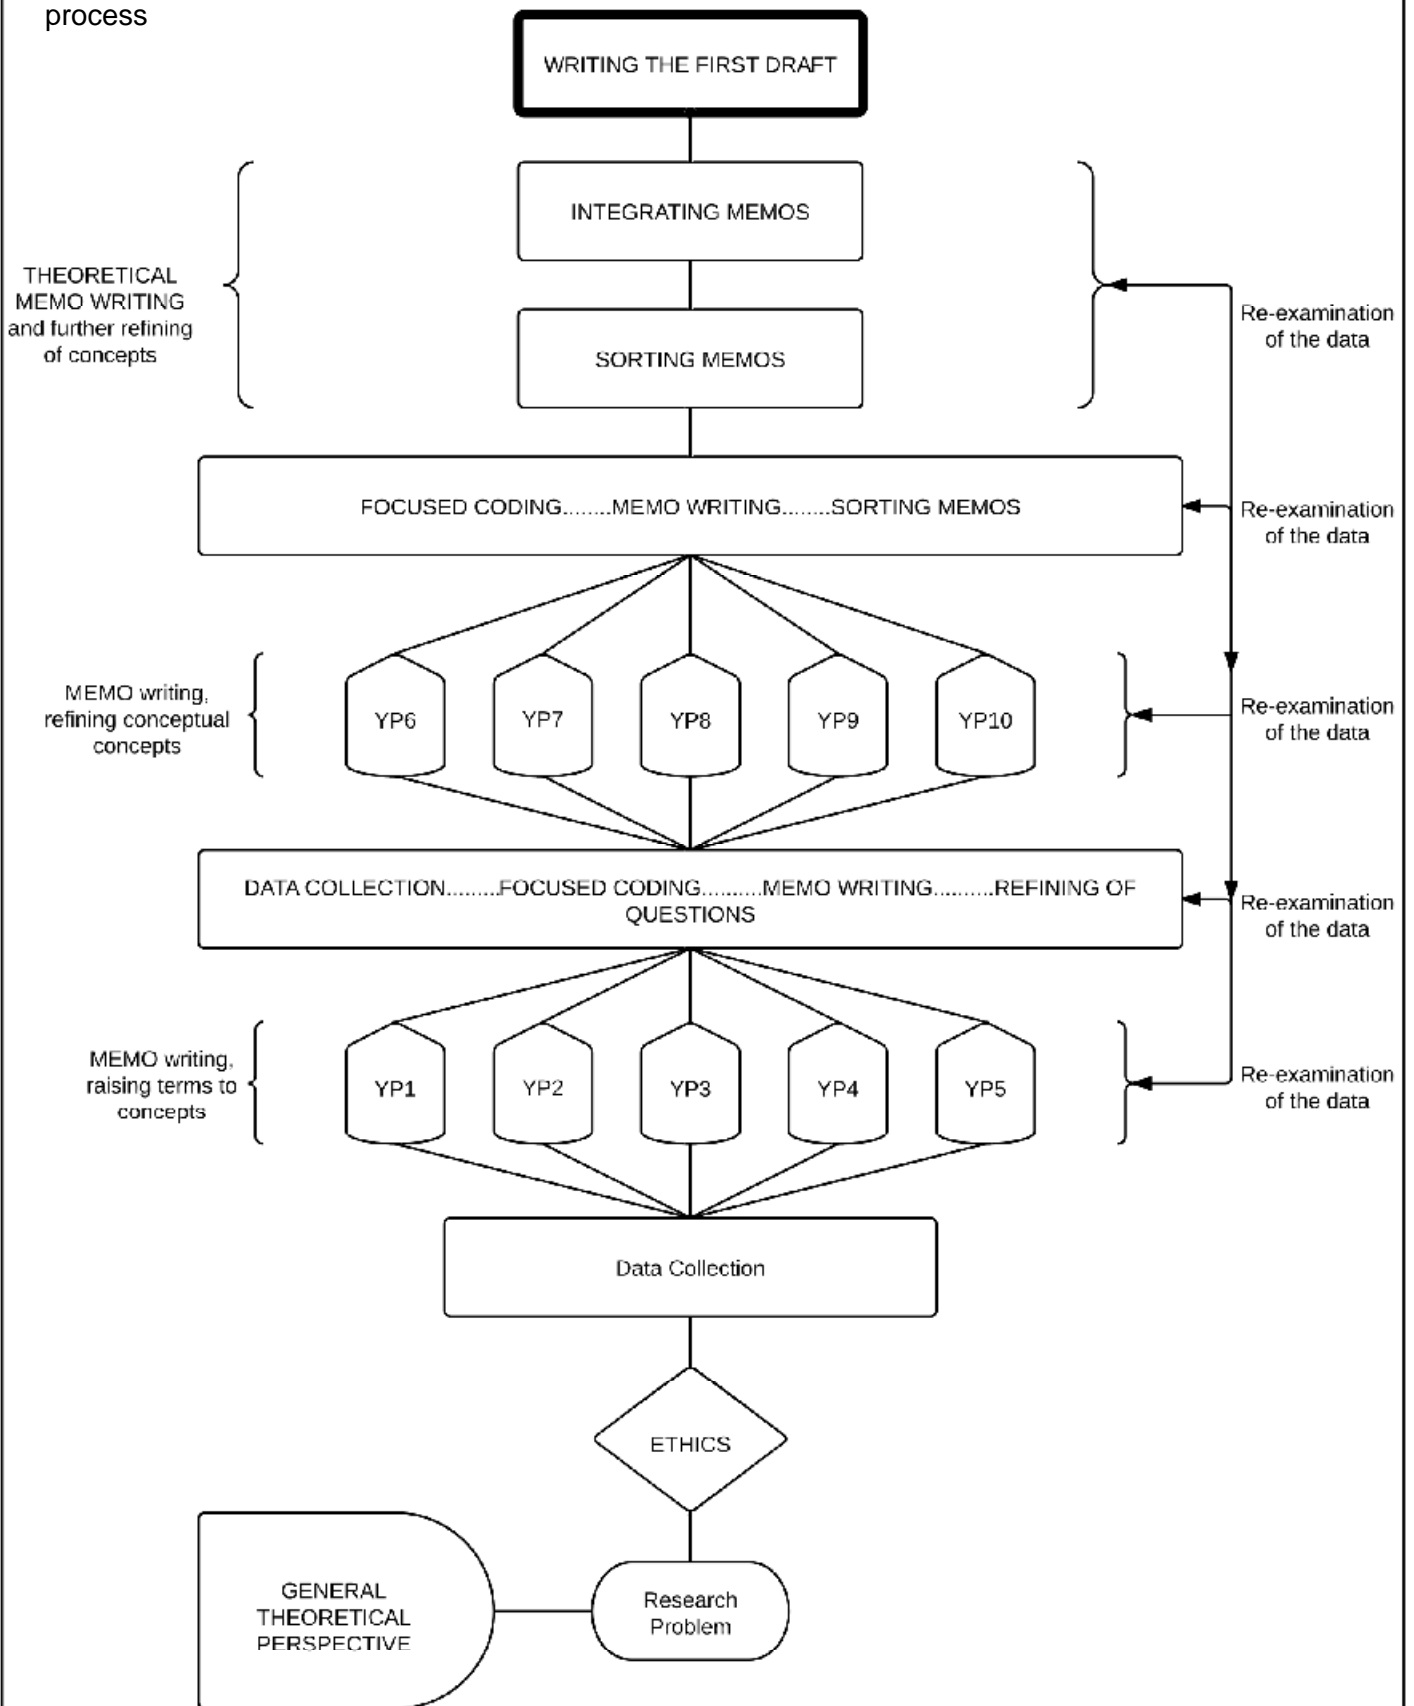 process
WRITING THE FIRST DRAFT
INTEGRATING MEMOS
THEORETICAL
MEMO WRITING
and further refining
of concepts
Re-examination
of the data
SORTING MEMOS
FOCUSED CODING........MEMO WRITING........SORTING MEMOS
Re-examination
of the data
MEMO writing,
refining conceptual
concepts
YP6
YP7
YP8
YP9
YP10
Re-examination
of the data
DATA COLLECTION.........FOCUSED CODING..........MEMO WRITING..........REFINING OF
QUESTIONS
Re-examination
of the data
MEMO writing,
raising terms to
concepts
YP1
YP2
YP3
YP4
YP5
Re-examination
of the data
Data Collection
ETHICS
GENERAL
THEORETICAL
PERSPECTIVE
Research
Problem